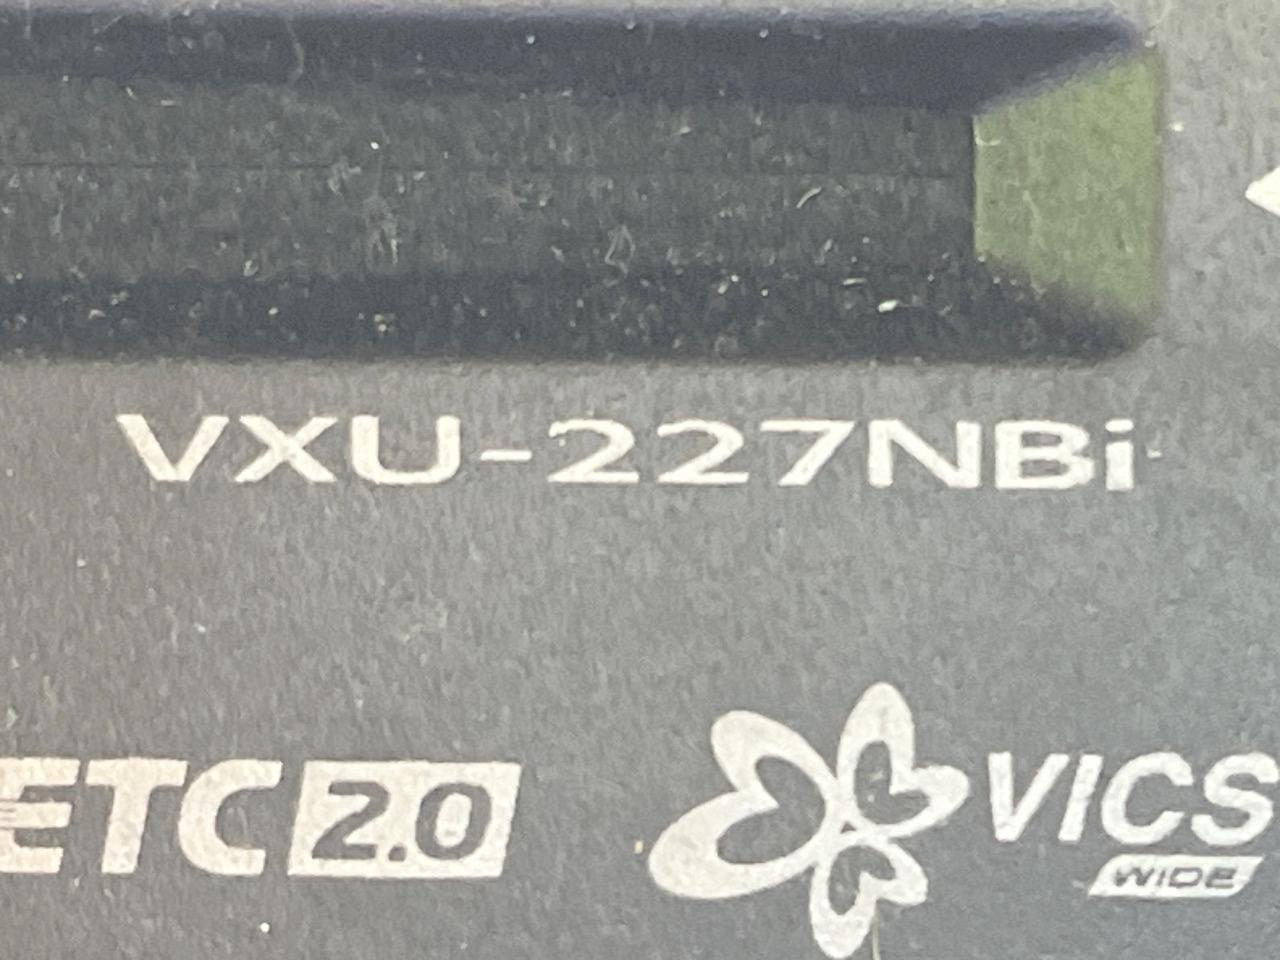 VXU-227NBi
ETC 2.0
VICS
WIDE